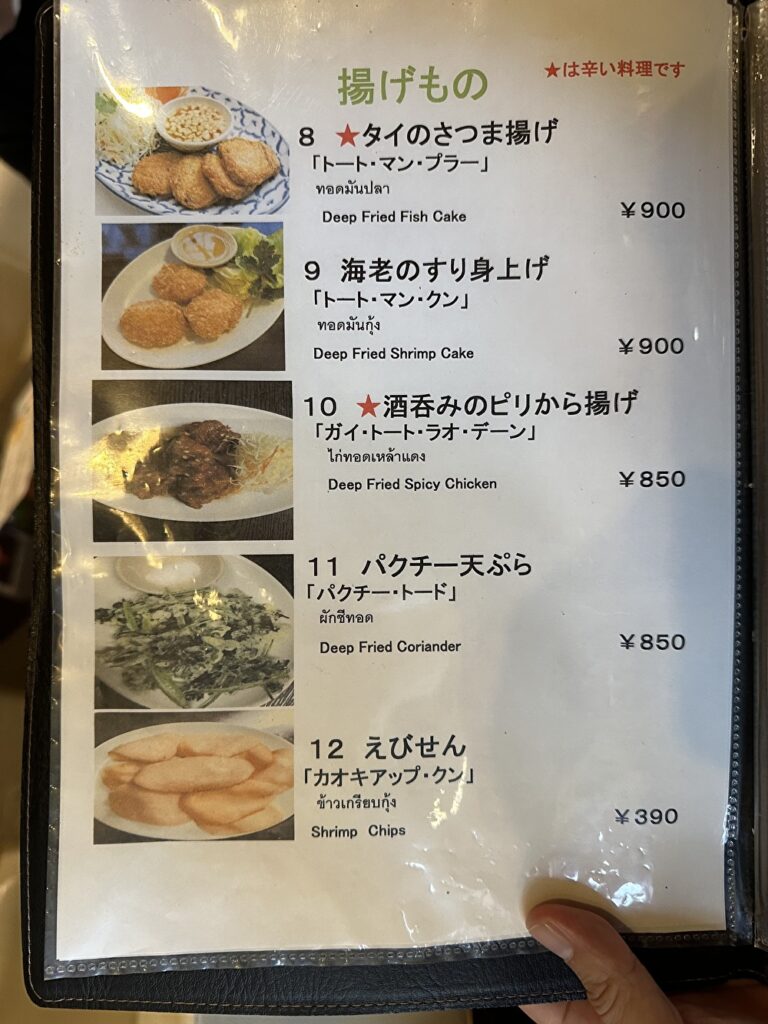 揚げもの
★は辛い料理です
8 ★タイのさつま揚げ
「トート・マン・プラー」
ทอดมันปลา
Deep Fried Fish Cake
￥900
9 海老のすり身上げ
「トート・マン・クン」
ทอดมันกุ้ง
Deep Fried Shrimp Cake
￥900
10 ★酒呑みのピリから揚げ
「ガイ・トート・ラオ・デーン」
ไก่ทอดเหล้าแดง
Deep Fried Spicy Chicken
￥850
11 パクチー天ぷら
「パクチー・トード」
ผักชีทอด
Deep Fried Coriander
￥850
12 えびせん
「カオキアップ・クン」
ข้าวเกรียบกุ้ง
Shrimp Chips
￥390